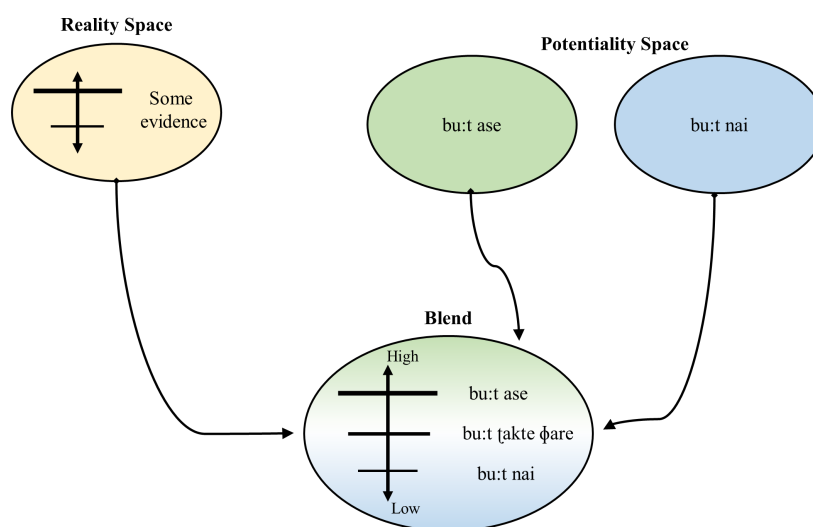 Reality Space
Potentiality Space
Some
evidence
bu:t ase
bu:t nai
Blend
High
bu:t ase
bu:t ʈakte ɸare
bu:t nai
Low